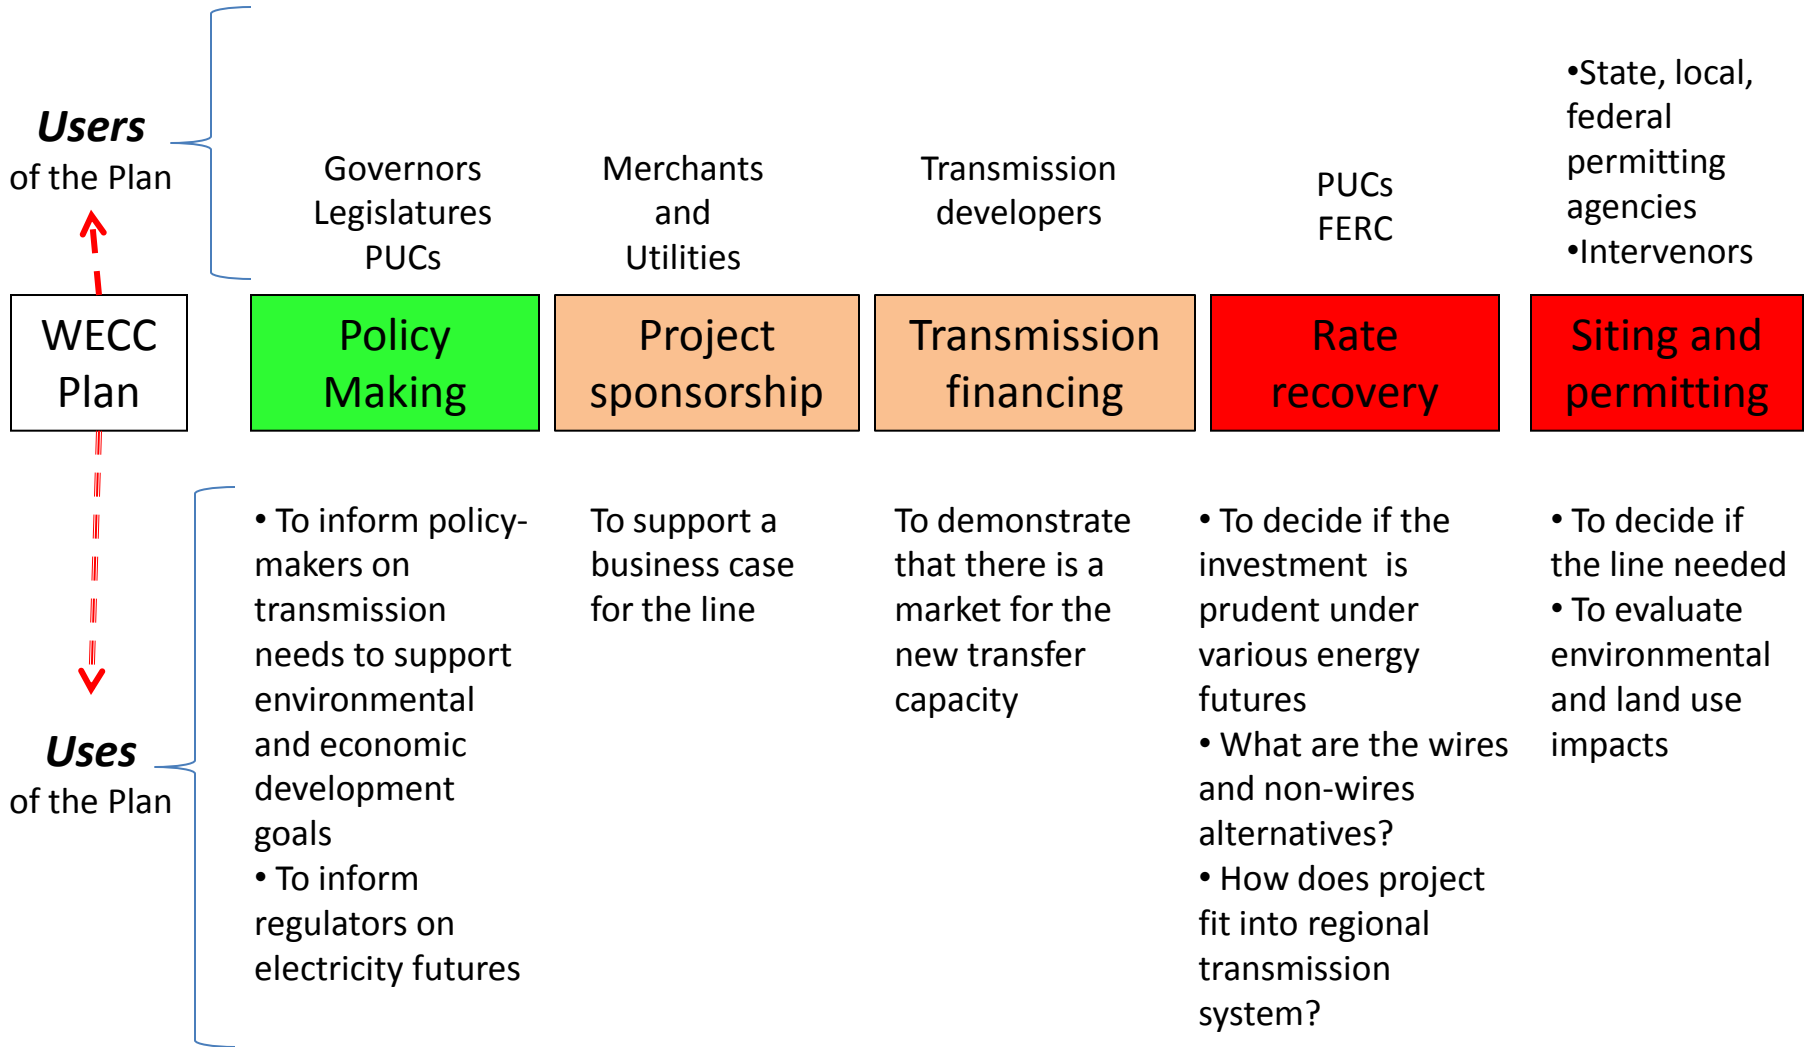 Users
of the Plan
Governors
Legislatures
PUCs
Merchants
and
Utilities
Transmission
developers
PUCs
FERC
•State, local,
federal
permitting
agencies
•Intervenors
WECC
Plan
Policy
Making
Project
sponsorship
Transmission
financing
Rate
recovery
Siting and
permitting
Uses
of the Plan
• To inform policy-
makers on
transmission
needs to support
environmental
and economic
development
goals
• To inform
regulators on
electricity futures
To support a
business case
for the line
To demonstrate
that there is a
market for the
new transfer
capacity
• To decide if the
investment  is
prudent under
various energy
futures
• What are the wires
and non-wires
alternatives?
• How does project
fit into regional
transmission
system?
• To decide if
the line needed
• To evaluate
environmental
and land use
impacts